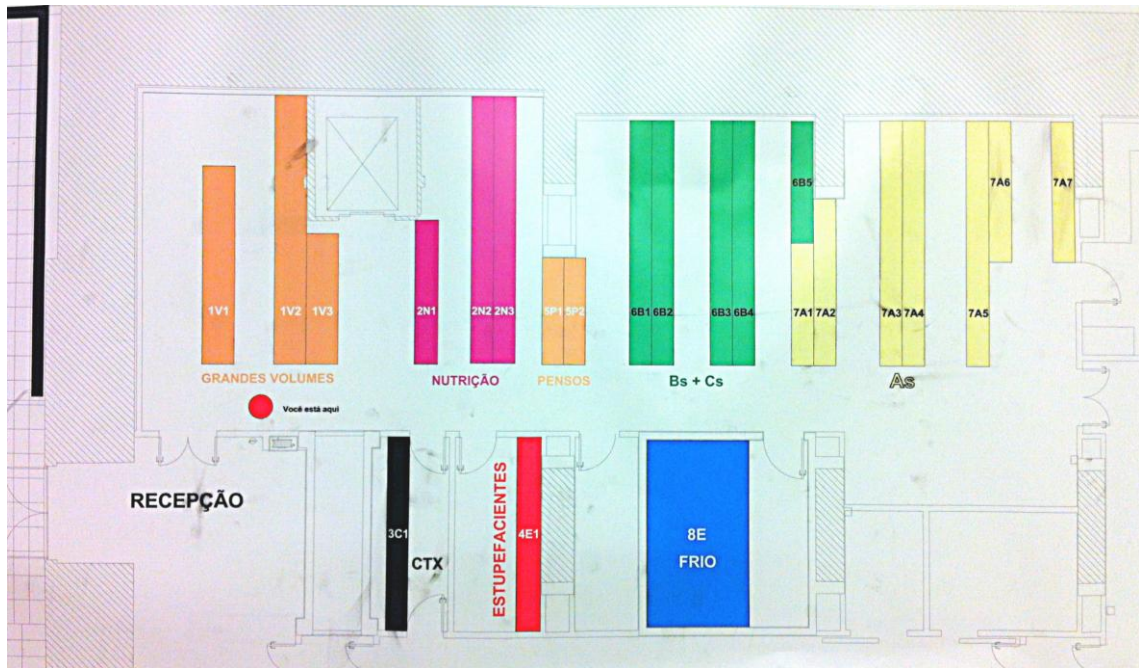 6B5
7A6
7A7
1V1
1V2
1V3
2N1
2N2
2N3
5P1
5P2
6B1
6B2
6B3
6B4
7A1
7A2
7A3
7A4
7A5
GRANDES VOLUMES
NUTRIÇÃO
PENSOS
Bs + Cs
As
Você está aqui
RECEPÇÃO
3C1
CTX
ESTUPEFACIENTES
4E1
8E
FRIO